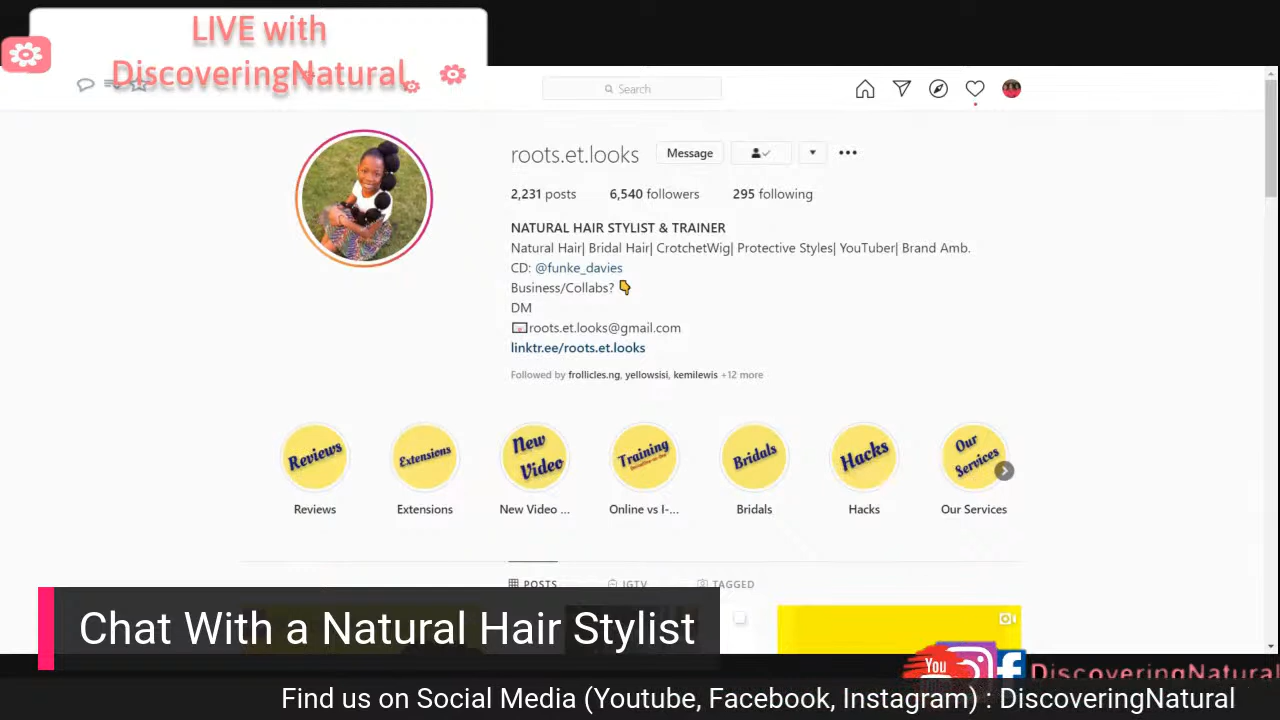 LIVE with
DiscoveringNatural
Search
roots.et.looks Message
2,231 posts 6,540 followers 295 following
NATURAL HAIR STYLIST & TRAINER
Natural Hair| Bridal Hair| CrotchetWig| Protective Styles| YouTuber| Brand Amb.
CD: @funke_davies
Business/Collabs?
DM
roots.et.looks@gmail.com
linktr.ee/roots.et.looks
Followed by frollicles.ng, yellowsisi, kemilewis +12 more
Reviews Extensions New Video Training Bridals Hacks Our Services
Reviews Extensions New Video ... Online vs I-... Bridals Hacks Our Services
POSTS IGTV TAGGED
Chat With a Natural Hair Stylist
You
DiscoveringNatural
Find us on Social Media (Youtube, Facebook, Instagram) : DiscoveringNatural